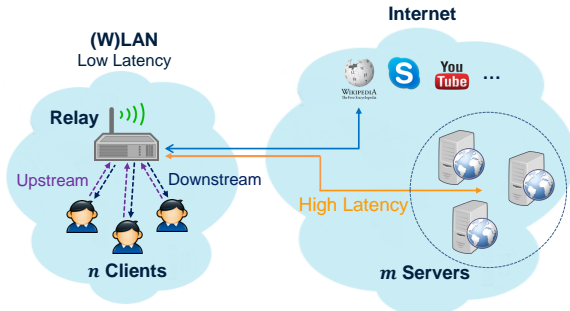 (W)LAN
Low Latency
Relay
Upstream
Downstream
n Clients
Internet
WIKIPEDIA
The Free Encyclopedia
S
You
Tube
...
High Latency
m Servers